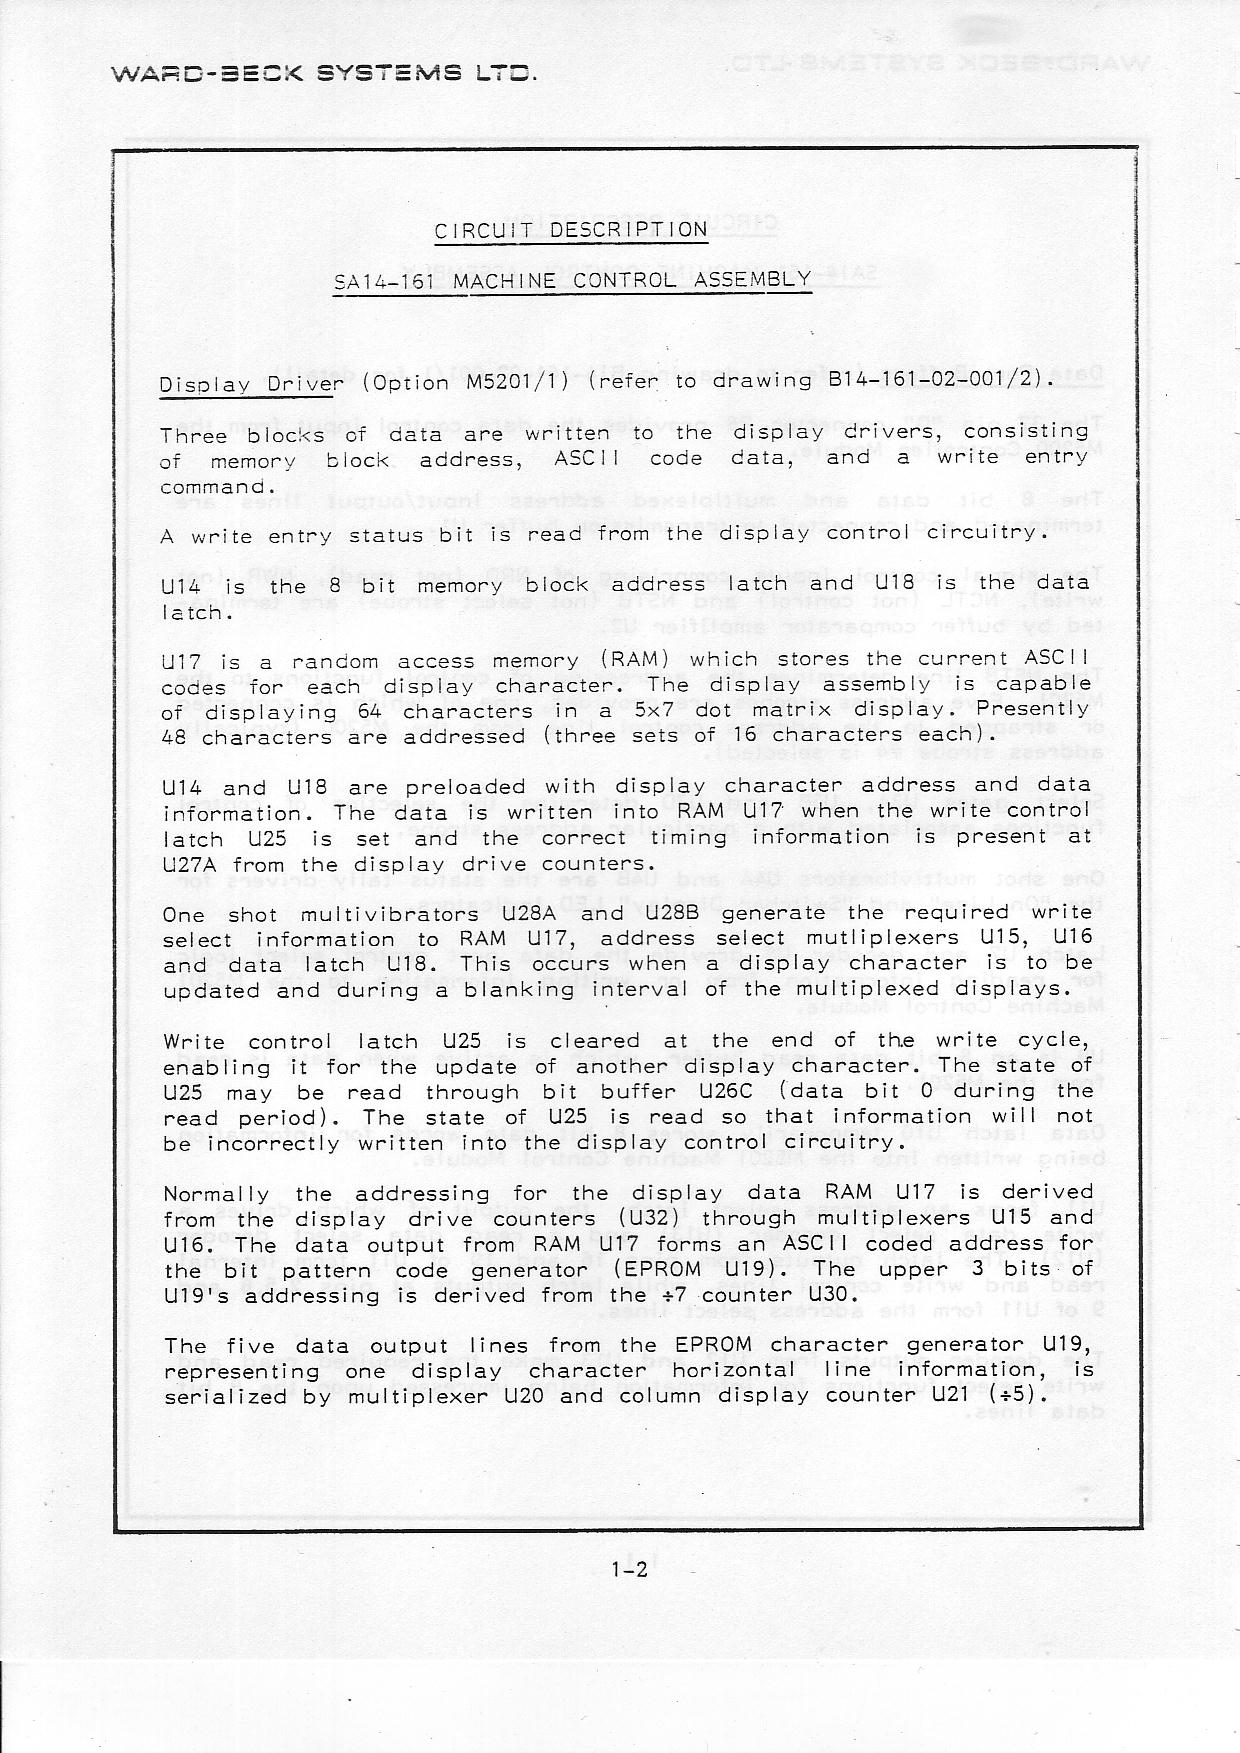 WARD-BECK SYSTEMS LTD.
CIRCUIT DESCRIPTION
SA14-161 MACHINE CONTROL ASSEMBLY
Display Driver (Option M5201/1) (refer to drawing B14-161-02-001/2).
Three blocks of data are written to the display drivers, consisting
of memory block address, ASCII code data, and a write entry
command.
A write entry status bit is read from the display control circuitry.
U14 is the 8 bit memory block address latch and U18 is the data
latch.
U17 is a random access memory (RAM) which stores the current ASCII
codes for each display character. The display assembly is capable
of displaying 64 characters in a 5x7 dot matrix display. Presently
48 characters are addressed (three sets of 16 characters each).
U14 and U18 are preloaded with display character address and data
information. The data is written into RAM U17 when the write control
latch U25 is set and the correct timing information is present at
U27A from the display drive counters.
One shot multivibrators U28A and U28B generate the required write
select information to RAM U17, address select mutliplexers U15, U16
and data latch U18. This occurs when a display character is to be
updated and during a blanking interval of the multiplexed displays.
Write control latch U25 is cleared at the end of the write cycle,
enabling it for the update of another display character. The state of
U25 may be read through bit buffer U26C (data bit 0 during the
read period). The state of U25 is read so that information will not
be incorrectly written into the display control circuitry.
Normally the addressing for the display data RAM U17 is derived
from the display drive counters (U32) through multiplexers U15 and
U16. The data output from RAM U17 forms an ASCII coded address for
the bit pattern code generator (EPROM U19). The upper 3 bits of
U19's addressing is derived from the ÷7 counter U30.
The five data output lines from the EPROM character generator U19,
representing one display character horizontal line information, is
serialized by multiplexer U20 and column display counter U21 (÷5).
1-2